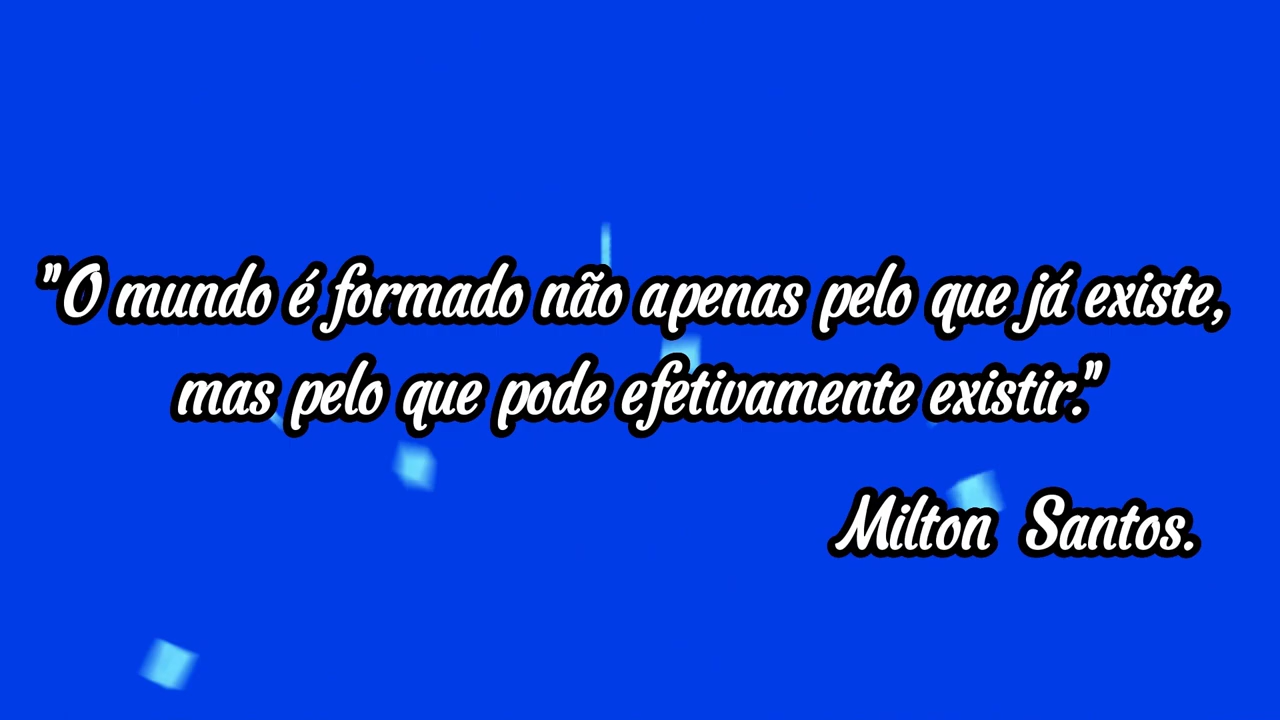 "O mundo é formado não apenas pelo que já existe,
mas pelo que pode efetivamente existir."
Milton Santos.